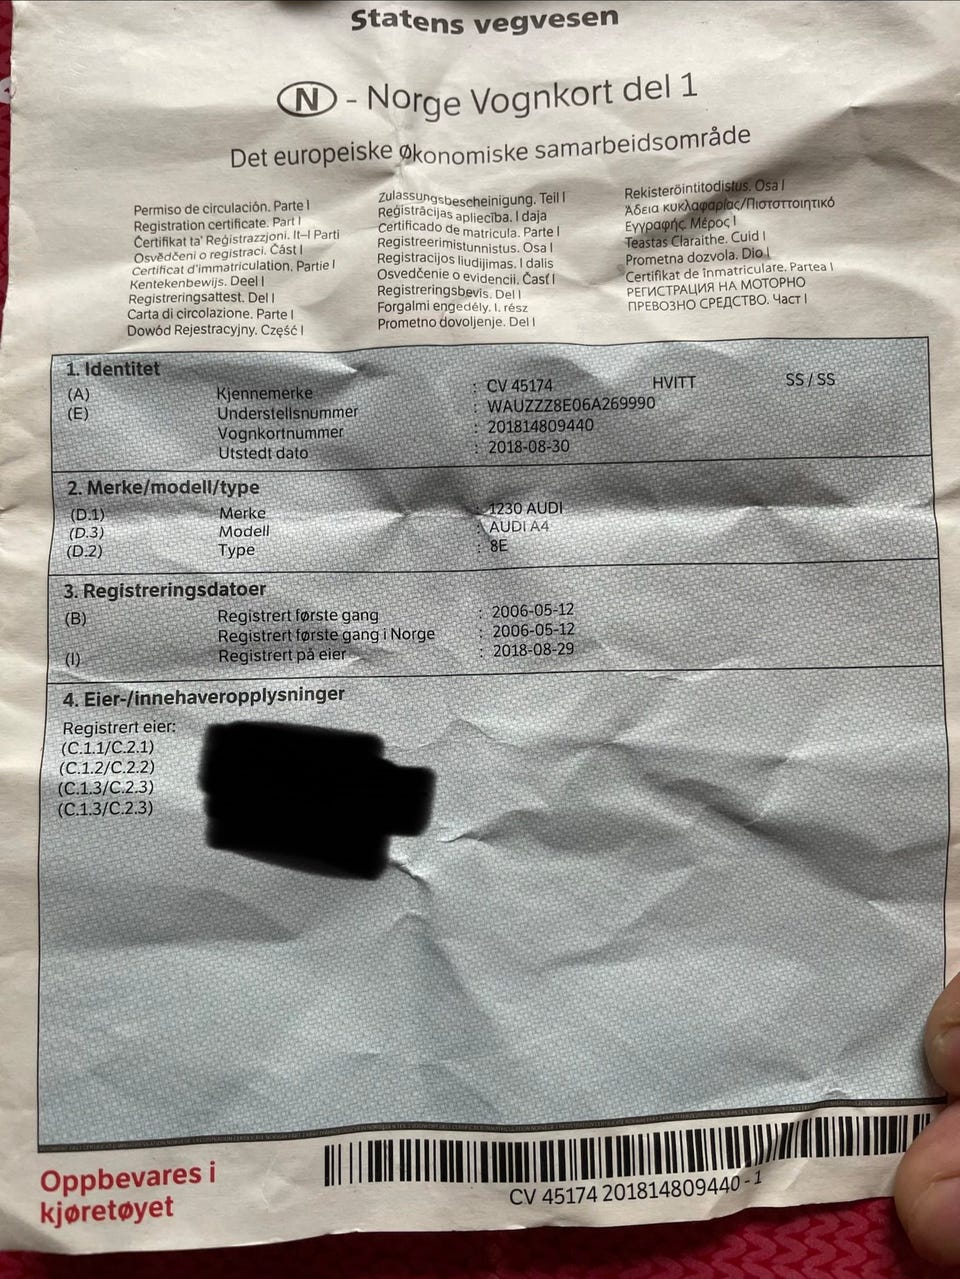 Statens vegvesen
N - Norge Vognkort del 1
Det europeiske økonomiske samarbeidsområde
Permiso de circulación. Parte I
Registration certificate. Part I
Ċertifikat ta' Reġistrazzjoni. It-I Parti
Osvědčení o registraci. Část I
Certificat d'immatriculation. Partie I
Kentekenbewijs. Deel I
Registreringsattest. Del I
Carta di circolazione. Parte I
Dowód Rejestracyjny. Część I
Zulassungsbescheinigung. Teil I
Reģistrācijas apliecība. I daļa
Certificado de matrícula. Parte I
Registreerimistunnistus. Osa I
Registracijos liudijimas. I dalis
Osvedčenie o evidencii. Časť I
Registreringsbevis. Del I
Forgalmi engedély. I. rész
Prometno dovoljenje. Del I
Rekisteröintitodistus. Osa I
Άδεια κυκλοφορίας/Πιστοποιητικό
Εγγραφής. Μέρος I
Teastas Claraithe. Cuid I
Prometna dozvola. Dio I
Certifikat de înmatriculare. Partea I
РЕГИСТРАЦИЯ НА МОТОРНО
ПРЕВОЗНО СРЕДСТВО. Част I
1. Identitet
(A) Kjennemerke : CV 45174 HVITT SS / SS
(E) Understellsnummer : WAUZZZ8E06A269990
Vognkortnummer : 201814809440
Utstedt dato : 2018-08-30
2. Merke/modell/type
(D.1) Merke : 1230 AUDI
(D.3) Modell : AUDI A4
(D.2) Type : 8E
3. Registreringsdatoer
(B) Registrert første gang : 2006-05-12
Registrert første gang i Norge : 2006-05-12
(I) Registrert på eier : 2018-08-29
4. Eier-/innehaveropplysninger
Registrert eier:
(C.1.1/C.2.1)
(C.1.2/C.2.2)
(C.1.3/C.2.3)
(C.1.3/C.2.3)
Oppbevares i
kjøretøyet
CV 45174 201814809440-1